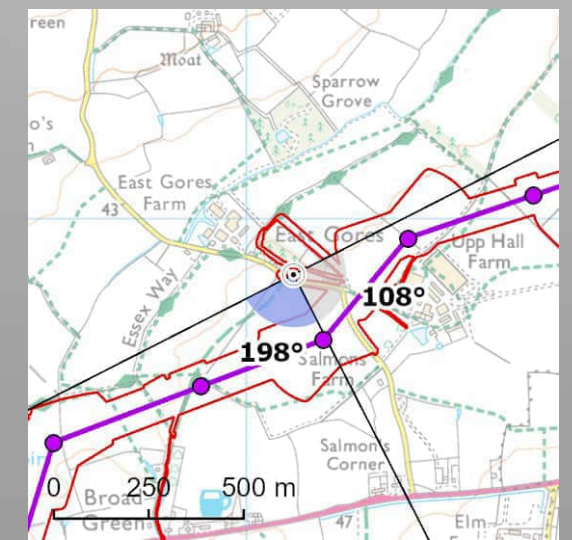 reen
Moat
Sparrow
Grove
o's
East Gores
Farm
43
East Gores
Upp Hall
Farm
Essex Way
108°
198°
Salmons
Farm
Salmon's
Corner
0 250 500 m
Broad
Green
47
Elm